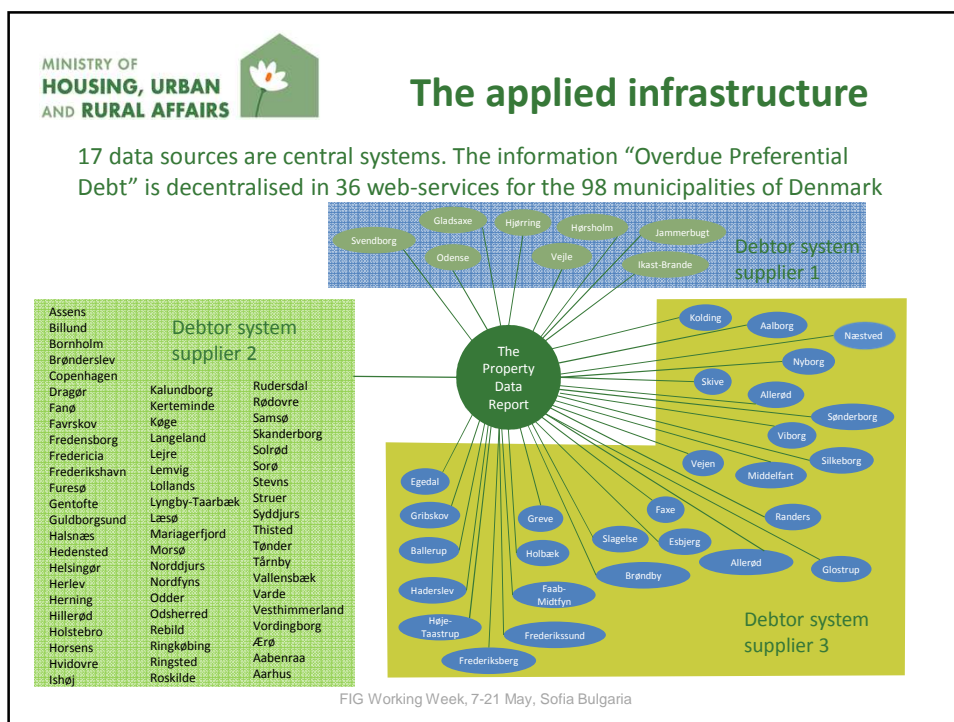 MINISTRY OF
HOUSING, URBAN
AND RURAL AFFAIRS
The applied infrastructure
17 data sources are central systems. The information “Overdue Preferential
Debt” is decentralised in 36 web-services for the 98 municipalities of Denmark
Svendborg
Gladsaxe
Odense
Hjørring
Vejle
Hørsholm
Jammerbugt
Ikast-Brande
Debtor system
supplier 1
Debtor system
supplier 2
Assens
Billund
Bornholm
Brønderslev
Copenhagen
Dragør
Fanø
Favrskov
Fredensborg
Fredericia
Frederikshavn
Furesø
Gentofte
Guldborgsund
Halsnæs
Hedensted
Helsingør
Herlev
Herning
Hillerød
Holstebro
Horsens
Hvidovre
Ishøj
Kalundborg
Kerteminde
Køge
Langeland
Lejre
Lemvig
Lollands
Lyngby-Taarbæk
Læsø
Mariagerfjord
Morsø
Norddjurs
Nordfyns
Odder
Odsherred
Rebild
Ringkøbing
Ringsted
Roskilde
Rudersdal
Rødovre
Samsø
Skanderborg
Solrød
Sorø
Stevns
Struer
Syddjurs
Thisted
Tønder
Tårnby
Vallensbæk
Varde
Vesthimmerland
Vordingborg
Ærø
Aabenraa
Aarhus
The
Property
Data
Report
Kolding
Aalborg
Næstved
Nyborg
Skive
Allerød
Sønderborg
Viborg
Silkeborg
Vejen
Middelfart
Randers
Faxe
Esbjerg
Slagelse
Allerød
Glostrup
Brøndby
Egedal
Gribskov
Ballerup
Haderslev
Høje-
Taastrup
Frederiksberg
Greve
Holbæk
Faab-
Midtfyn
Frederikssund
Debtor system
supplier 3
FIG Working Week, 7-21 May, Sofia Bulgaria